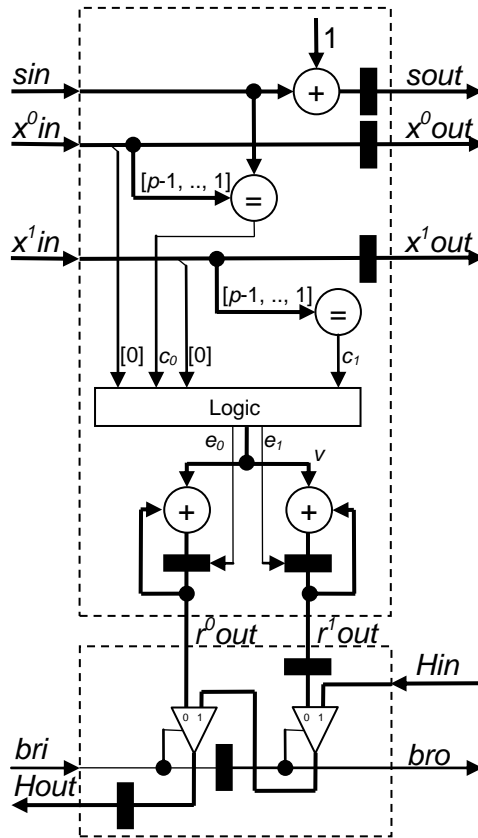 1
sin
+
sout
x⁰in
x⁰out
[p-1, .., 1]
=
x¹in
x¹out
[p-1, .., 1]
=
[0]
c₀
[0]
c₁
Logic
e₀
e₁
v
+
+
r⁰out
r¹out
Hin
0 1
0 1
bri
bro
Hout